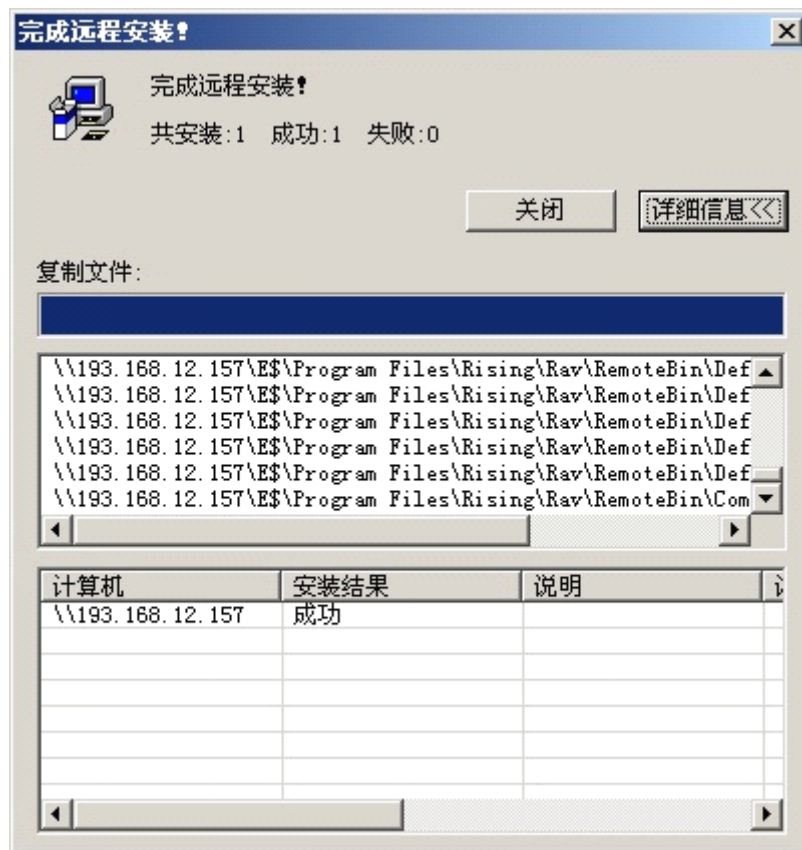 完成远程安装!
完成远程安装!
共安装:1 成功:1 失败:0
关闭 详细信息<<
复制文件:
\\193.168.12.157\E$\Program Files\Rising\Rav\RemoteBin\Def
\\193.168.12.157\E$\Program Files\Rising\Rav\RemoteBin\Def
\\193.168.12.157\E$\Program Files\Rising\Rav\RemoteBin\Def
\\193.168.12.157\E$\Program Files\Rising\Rav\RemoteBin\Def
\\193.168.12.157\E$\Program Files\Rising\Rav\RemoteBin\Def
\\193.168.12.157\E$\Program Files\Rising\Rav\RemoteBin\Com
计算机 安装结果 说明
\\193.168.12.157 成功